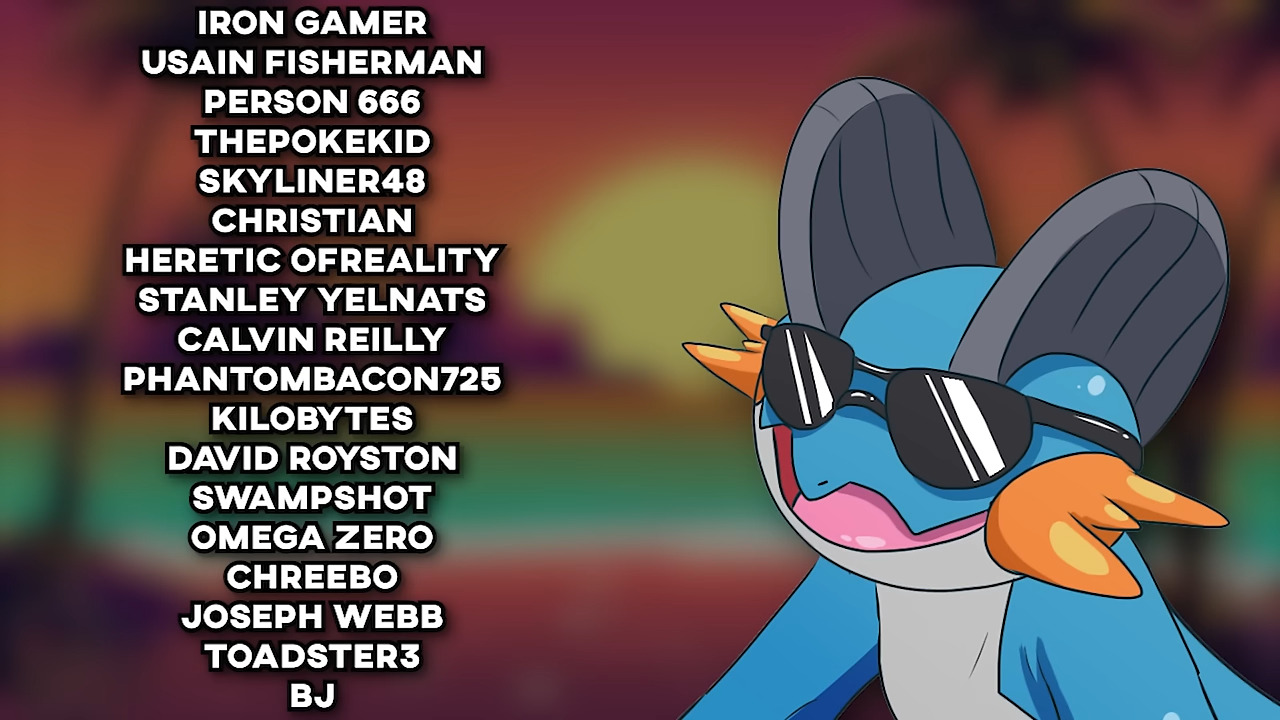 IRON GAMER
USAIN FISHERMAN
PERSON 666
THEPOKEKID
SKYLINER48
CHRISTIAN
HERETIC OFREALITY
STANLEY YELNATS
CALVIN REILLY
PHANTOMBACON725
KILOBYTES
DAVID ROYSTON
SWAMPSHOT
OMEGA ZERO
CHREEBO
JOSEPH WEBB
TOADSTER3
BJ